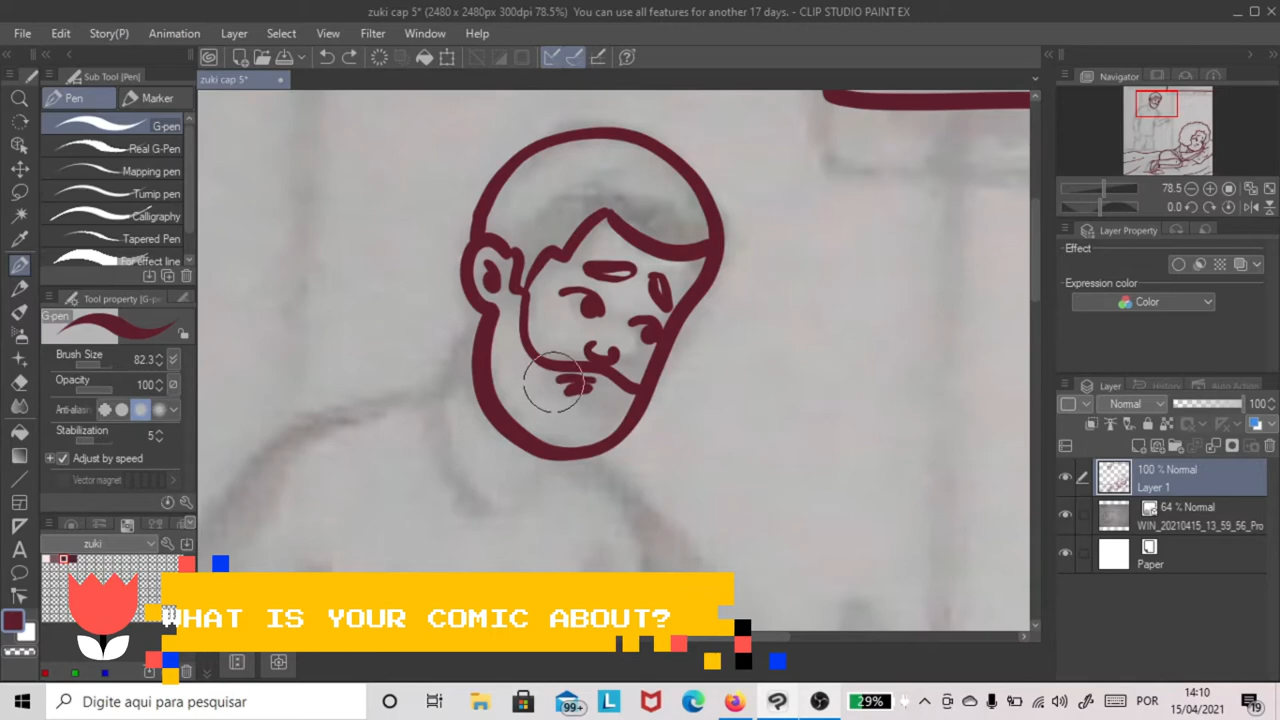 zuki cap 5* (2480 x 2480px 300dpi 78.5%)  You can use all features for another 17 days. - CLIP STUDIO PAINT EX
File Edit Story(P) Animation Layer Select View Filter Window Help
zuki cap 5*
Sub Tool [Pen]
Pen
Marker
G-pen
Real G-Pen
Mapping pen
Turnip pen
Calligraphy
Tapered Pen
For effect line
Tool property [G-pe
G-pen
Brush Size 82.3
Opacity 100
Anti-alias
Stabilization 5
Adjust by speed
Vector magnet
zuki
Navigator
78.5
0.0
Layer Property
Effect
Expression color
Color
Layer
History
Auto Action
Normal
100
100 % Normal
Layer 1
64 % Normal
WIN_20210415_13_59_56_Pro
Paper
WHAT IS YOUR COMIC ABOUT?
Digite aqui para pesquisar
99+
29%
POR
14:10
15/04/2021
19